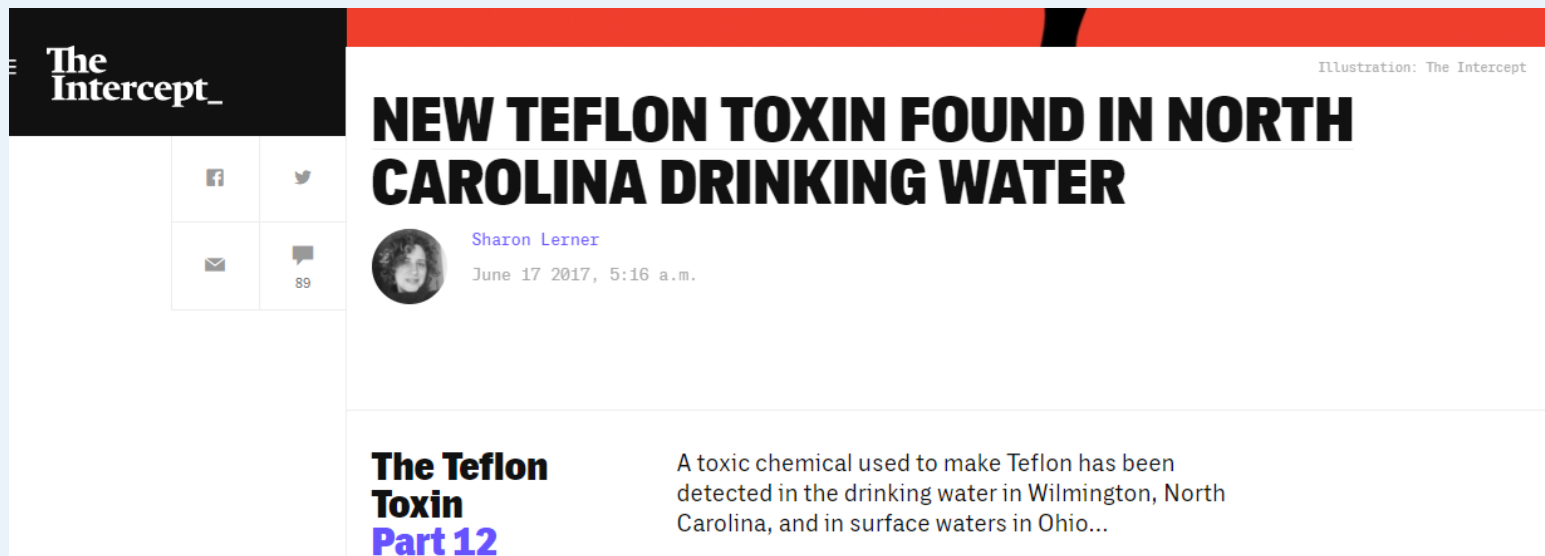 The
Intercept_
Illustration: The Intercept
NEW TEFLON TOXIN FOUND IN NORTH
CAROLINA DRINKING WATER
Sharon Lerner
June 17 2017, 5:16 a.m.
89
The Teflon
Toxin
Part 12
A toxic chemical used to make Teflon has been
detected in the drinking water in Wilmington, North
Carolina, and in surface waters in Ohio...